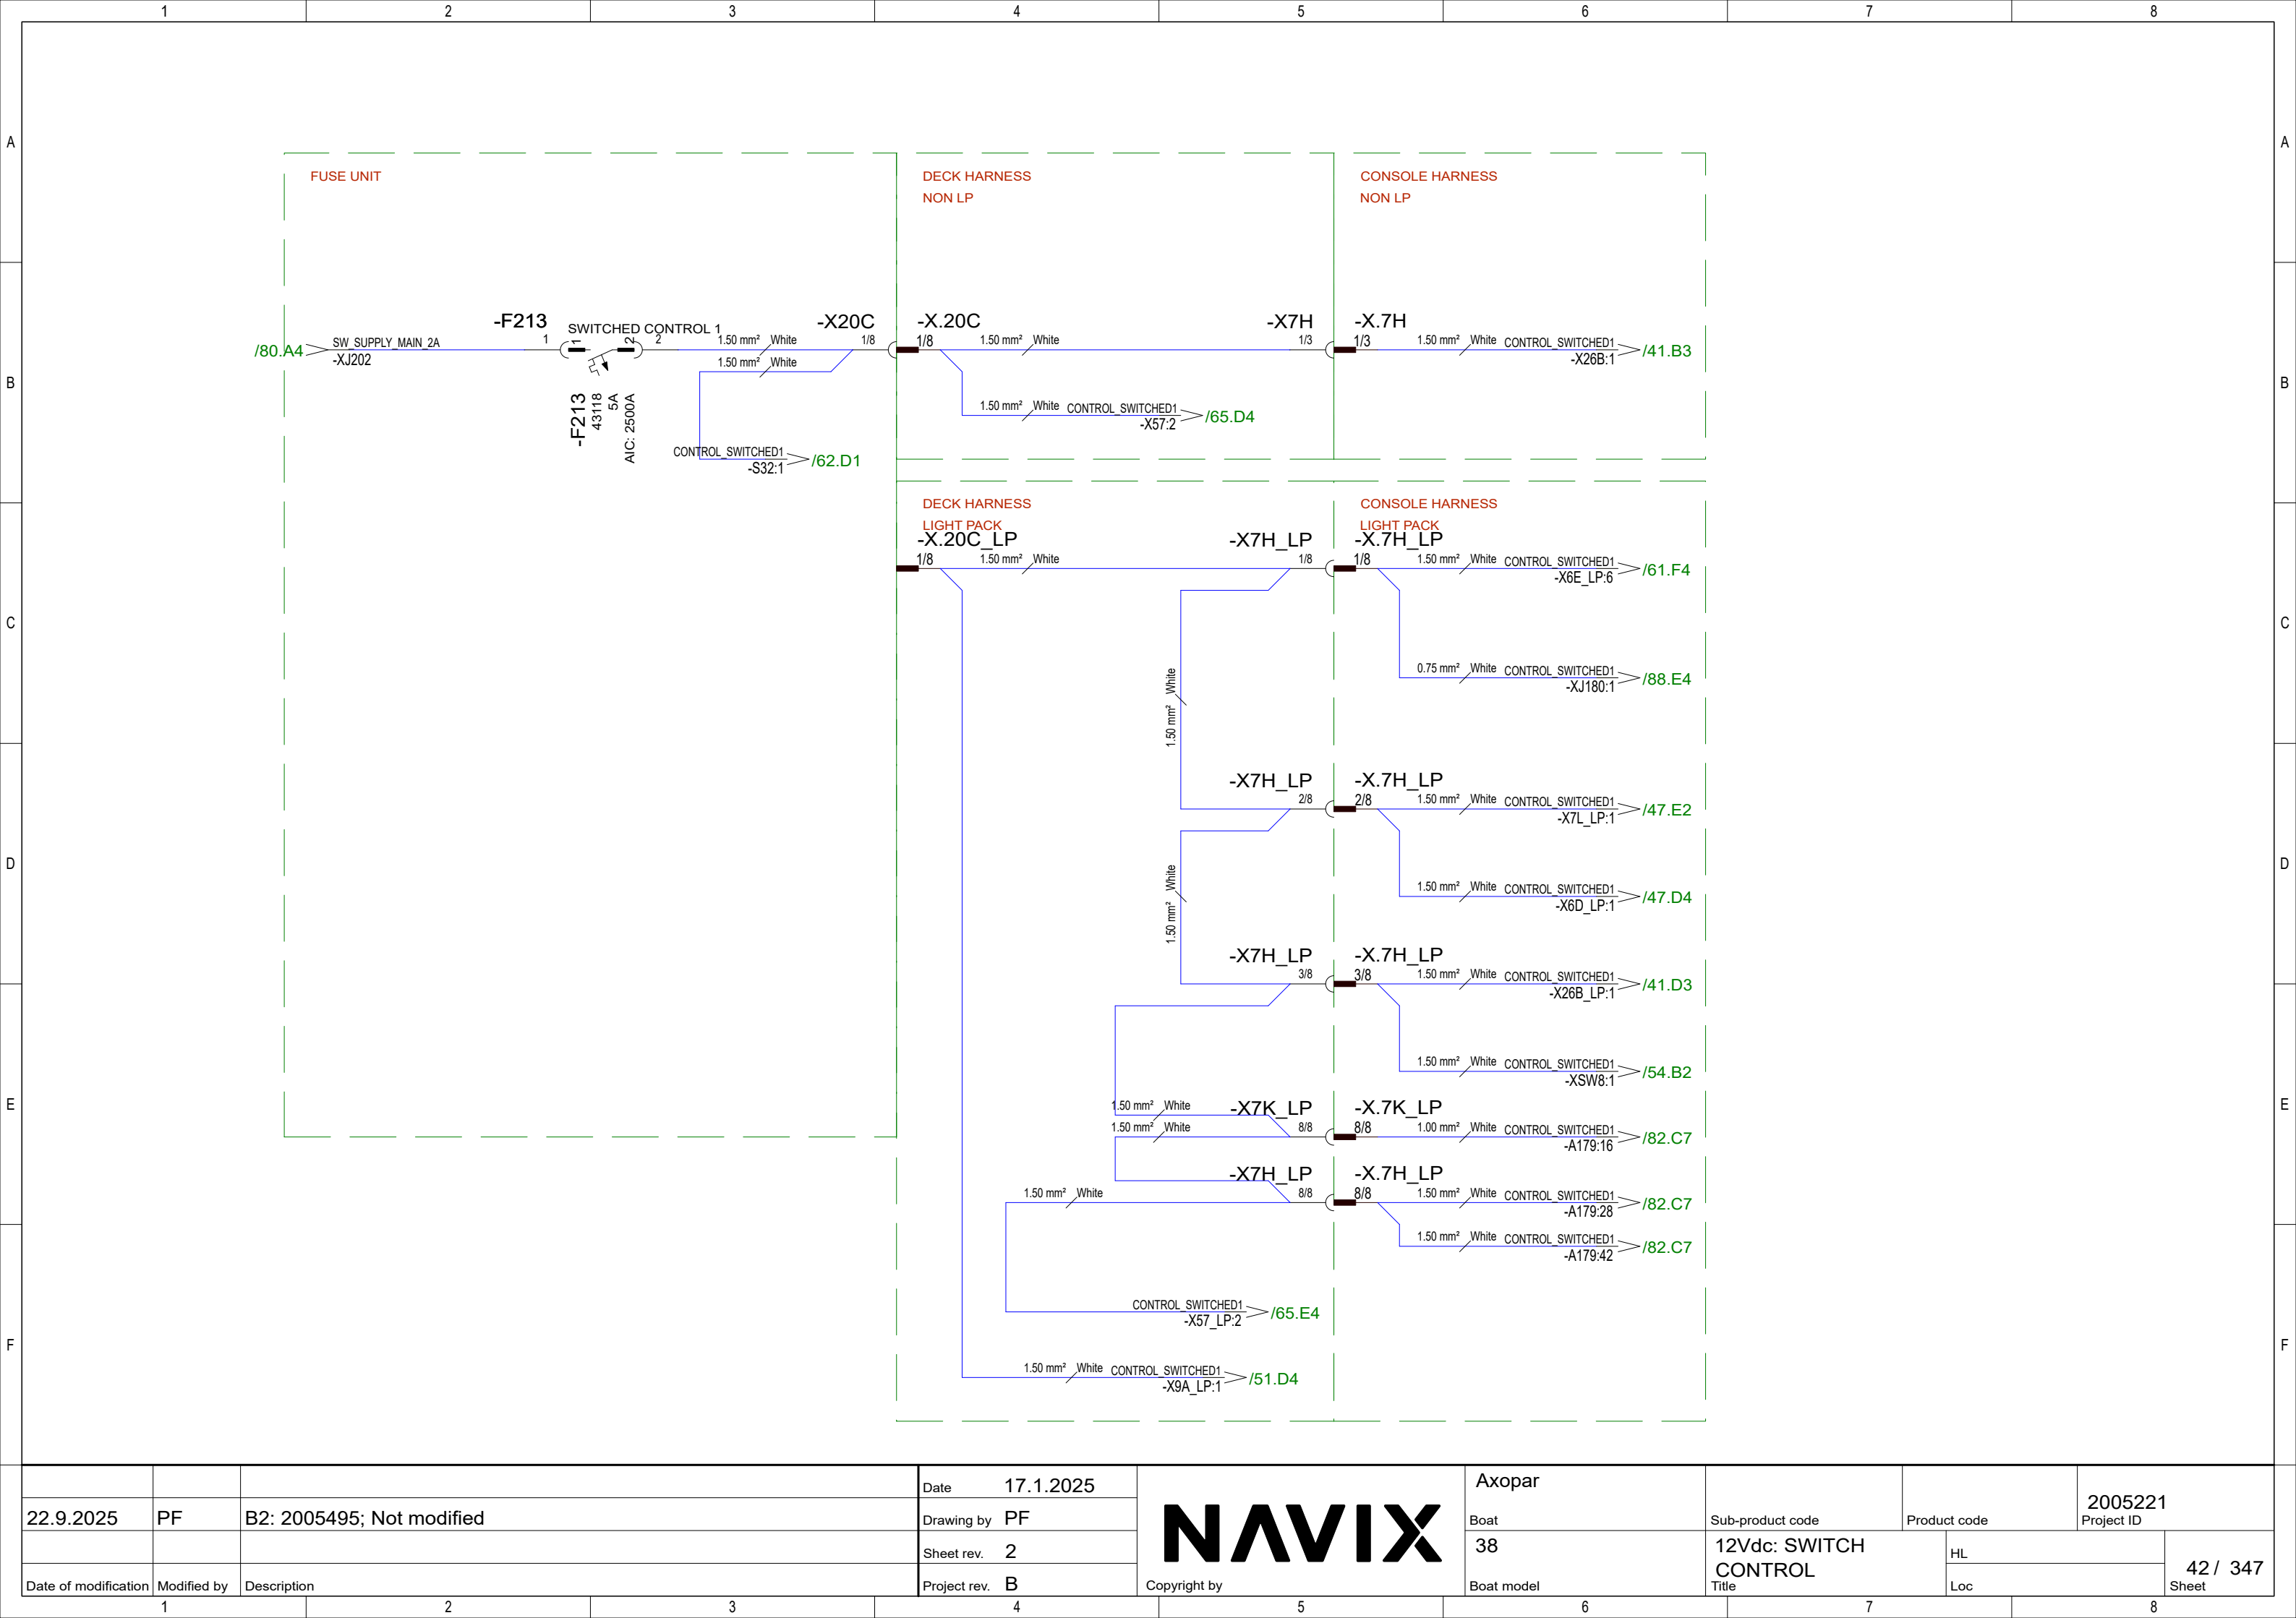 1 2 3 4 5 6 7 8
A A
FUSE UNIT
DECK HARNESS
NON LP
CONSOLE HARNESS
NON LP
B B
/80.A4
SW_SUPPLY_MAIN_2A
-XJ202
-F213
1
SWITCHED CONTROL 1
1
2
2
-F213
43118
5A
AIC: 2500A
1.50 mm² White
1.50 mm² White
CONTROL_SWITCHED1
-S32:1
/62.D1
-X20C
1/8
-X.20C
1/8
1.50 mm² White
1.50 mm² White CONTROL_SWITCHED1
-X57:2
/65.D4
-X7H
1/3
-X.7H
1/3
1.50 mm² White CONTROL_SWITCHED1
-X26B:1
/41.B3
C C
DECK HARNESS
LIGHT PACK
CONSOLE HARNESS
LIGHT PACK
-X.20C_LP
1/8
1.50 mm² White
-X7H_LP
1/8
-X.7H_LP
1/8
1.50 mm² White CONTROL_SWITCHED1
-X6E_LP:6
/61.F4
0.75 mm² White CONTROL_SWITCHED1
-XJ180:1
/88.E4
1.50 mm² White
D D
-X7H_LP
2/8
-X.7H_LP
2/8
1.50 mm² White CONTROL_SWITCHED1
-X7L_LP:1
/47.E2
1.50 mm² White CONTROL_SWITCHED1
-X6D_LP:1
/47.D4
1.50 mm² White
-X7H_LP
3/8
-X.7H_LP
3/8
1.50 mm² White CONTROL_SWITCHED1
-X26B_LP:1
/41.D3
1.50 mm² White CONTROL_SWITCHED1
-XSW8:1
/54.B2
E E
1.50 mm² White
1.50 mm² White
-X7K_LP
8/8
-X.7K_LP
8/8
1.00 mm² White CONTROL_SWITCHED1
-A179:16
/82.C7
1.50 mm² White
-X7H_LP
8/8
-X.7H_LP
8/8
1.50 mm² White CONTROL_SWITCHED1
-A179:28
/82.C7
1.50 mm² White CONTROL_SWITCHED1
-A179:42
/82.C7
F F
CONTROL_SWITCHED1
-X57_LP:2
/65.E4
1.50 mm² White CONTROL_SWITCHED1
-X9A_LP:1
/51.D4
22.9.2025 PF B2: 2005495; Not modified
Date of modification Modified by Description
Date 17.1.2025
Drawing by PF
Sheet rev. 2
Project rev. B
NAVIX
Copyright by
Axopar
Boat
38
Boat model
Sub-product code
Product code
2005221
Project ID
12Vdc: SWITCH
CONTROL
Title
HL
Loc
42 / 347
Sheet
1 2 3 4 5 6 7 8